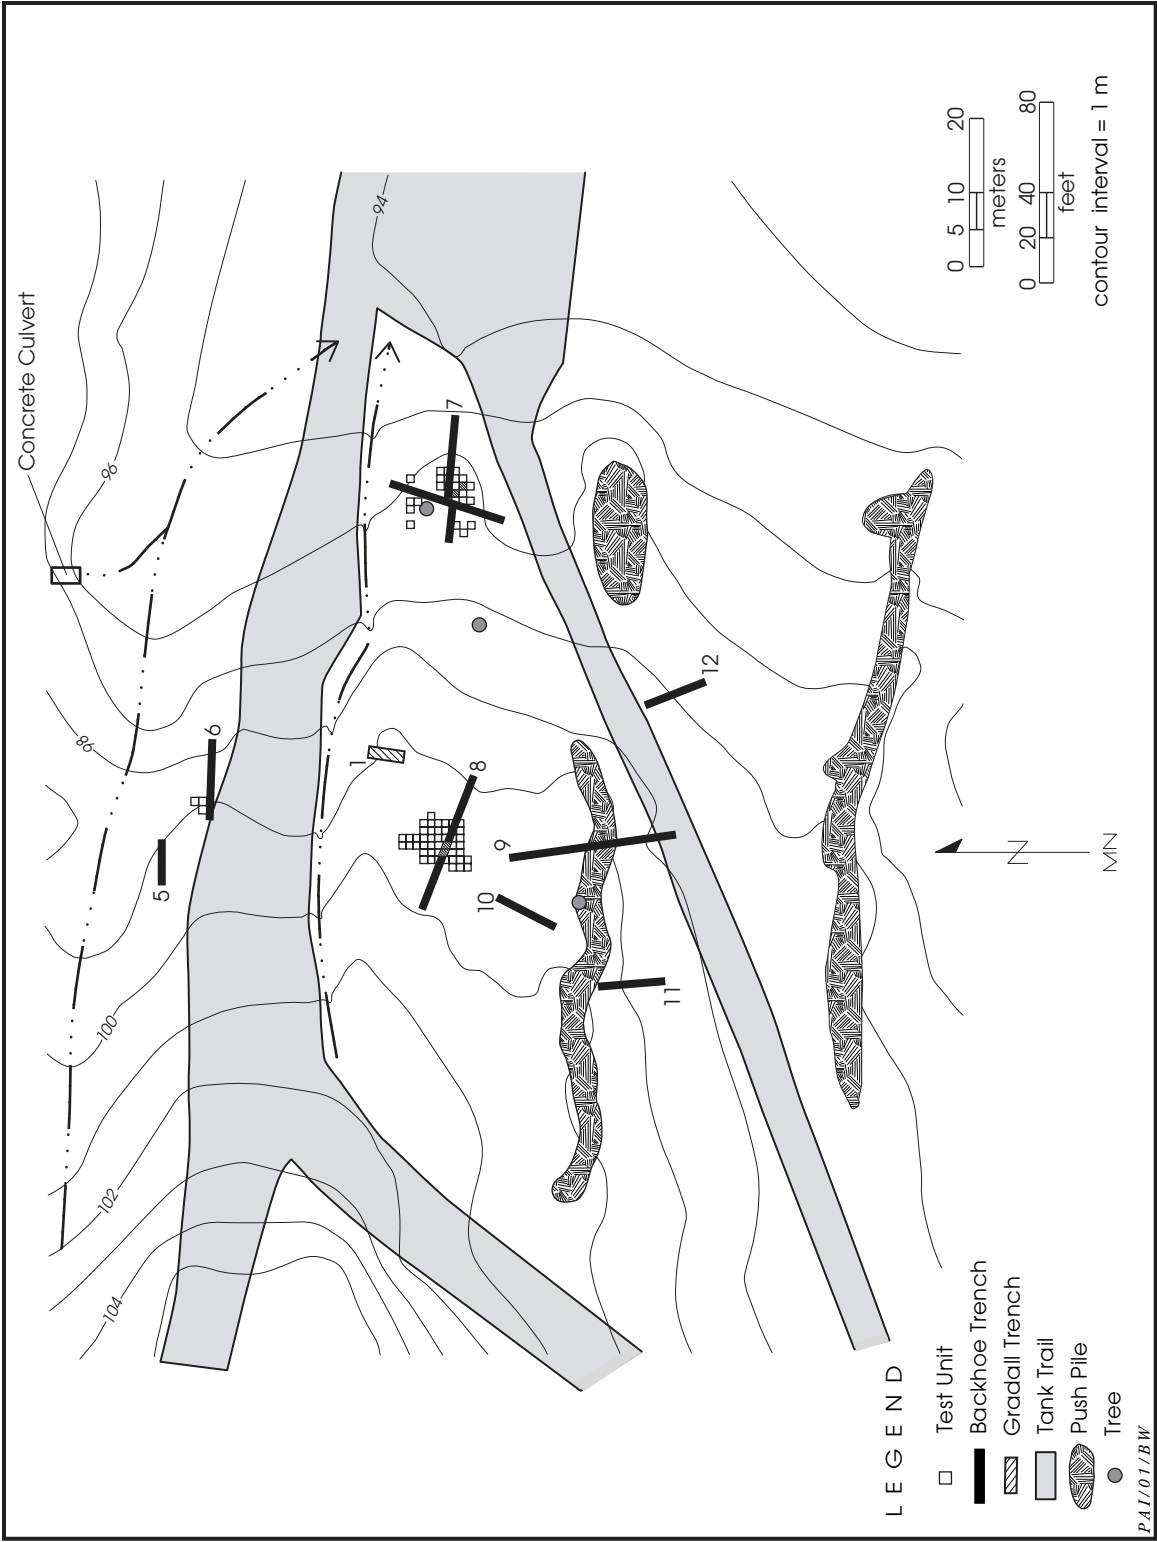 Concrete Culvert
94
96
98
100
102
104
5
6
7
1
8
9
10
11
12
LEGEND
Test Unit
Backhoe Trench
Gradall Trench
Tank Trail
Push Pile
Tree
N
MN
0 5 10 20
meters
0 20 40 80
feet
contour interval = 1 m
PAI/01/BW